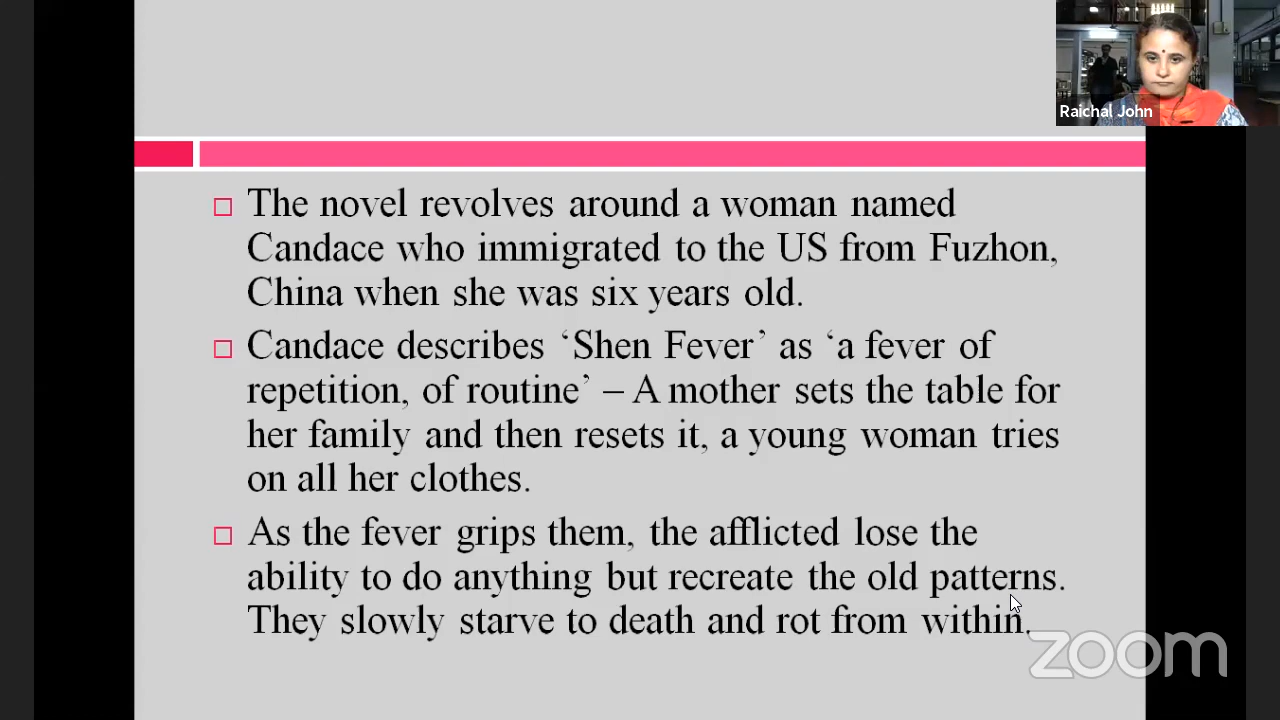 Raichal John
The novel revolves around a woman named
Candace who immigrated to the US from Fuzhon,
China when she was six years old.
Candace describes ‘Shen Fever’ as ‘a fever of
repetition, of routine’ – A mother sets the table for
her family and then resets it, a young woman tries
on all her clothes.
As the fever grips them, the afflicted lose the
ability to do anything but recreate the old patterns.
They slowly starve to death and rot from within.
zoom